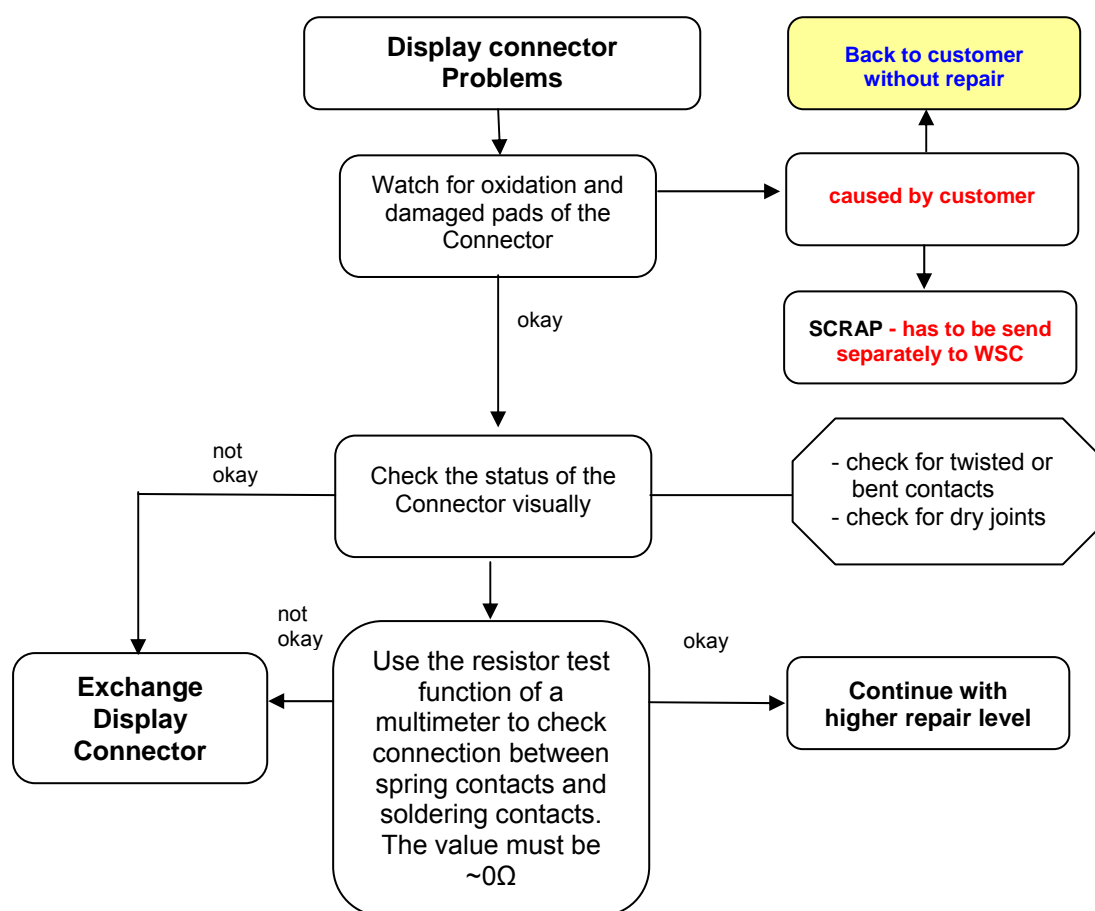 Display connector
Problems
Back to customer
without repair
Watch for oxidation and
damaged pads of the
Connector
caused by customer
okay
SCRAP - has to be send
separately to WSC
not
okay
Check the status of the
Connector visually
- check for twisted or
bent contacts
- check for dry joints
not
okay
okay
Exchange
Display
Connector
Use the resistor test
function of a
multimeter to check
connection between
spring contacts and
soldering contacts.
The value must be
~0Ω
Continue with
higher repair level